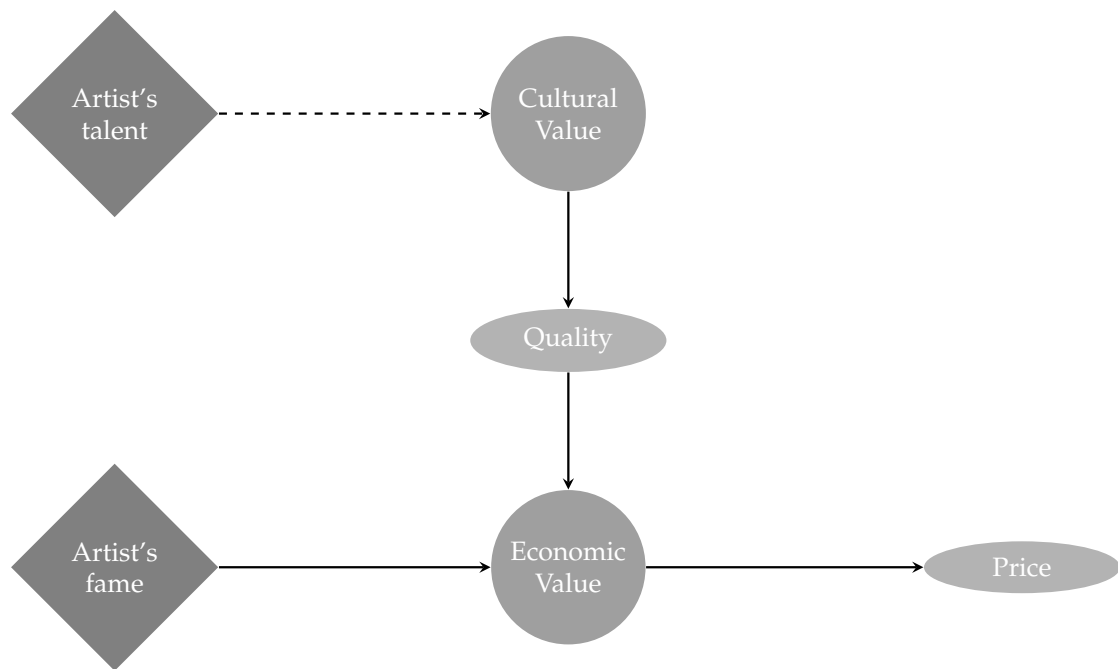 Artist's
talent
Cultural
Value
Quality
Artist's
fame
Economic
Value
Price